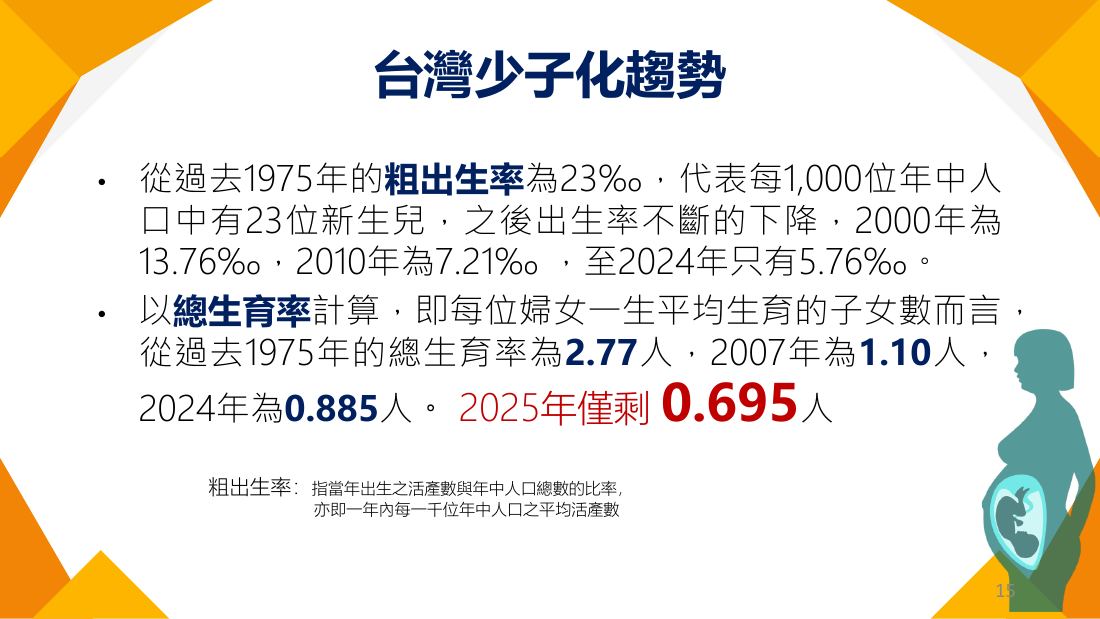 台灣少子化趨勢
• 從過去1975年的粗出生率為23‰，代表每1,000位年中人
口中有23位新生兒，之後出生率不斷的下降，2000年為
13.76‰，2010年為7.21‰ ，至2024年只有5.76‰。
• 以總生育率計算，即每位婦女一生平均生育的子女數而言，
從過去1975年的總生育率為2.77人，2007年為1.10人，
2024年為0.885人。 2025年僅剩 0.695人
粗出生率：指當年出生之活產數與年中人口總數的比率，
亦即一年內每一千位年中人口之平均活產數
15